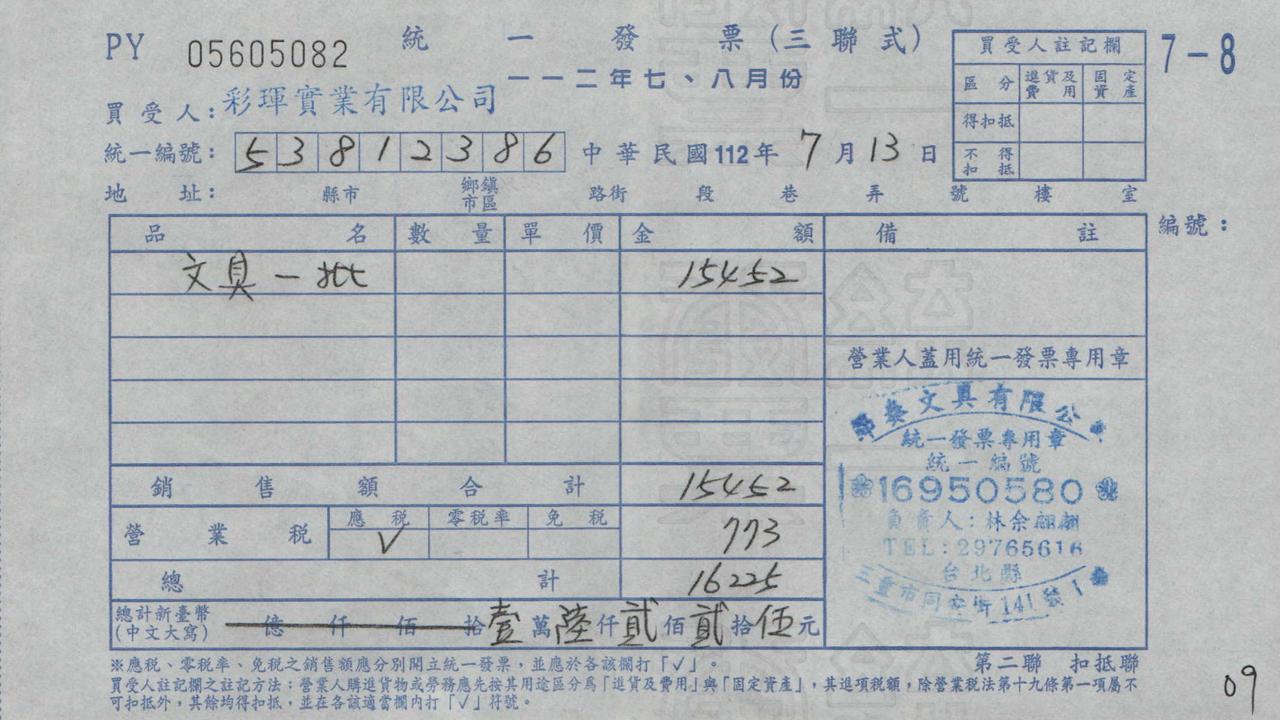 PY 05605082 統一發票(三聯式)
一一二年七、八月份
7-8
買受人註記欄
區分 進貨及費用 固定資產
得扣抵
不得扣抵
買受人:彩琿實業有限公司
統一編號:53812386 中華民國112年7月13日
地址: 縣市 鄉鎮市區 路街 段 巷 弄 號 樓 室
品名 數量 單價 金額 備註 編號:
文具一批 15452
營業人蓋用統一發票專用章
泰文具有限公
統一發票專用章
統一編號
16950580
負責人:林余
TEL:29765616
台北縣
三重市同安街141號1
銷售額合計 15452
營業稅 應稅 零稅率 免稅 773
√
總計 16225
總計新臺幣(中文大寫) 億仟佰拾壹萬陸仟貳佰貳拾伍元
※應稅、零稅率、免稅之銷售額應分別開立統一發票,並應於各該欄打「√」。
第二聯 扣抵聯
買受人註記欄之註記方法:營業人購進貨物或勞務應先按其用途區分為「進貨及費用」與「固定資產」,其進項稅額,除營業稅法第十九條第一項屬不
可扣抵外,其餘均得扣抵,並在各該適當欄內打「√」符號。
09